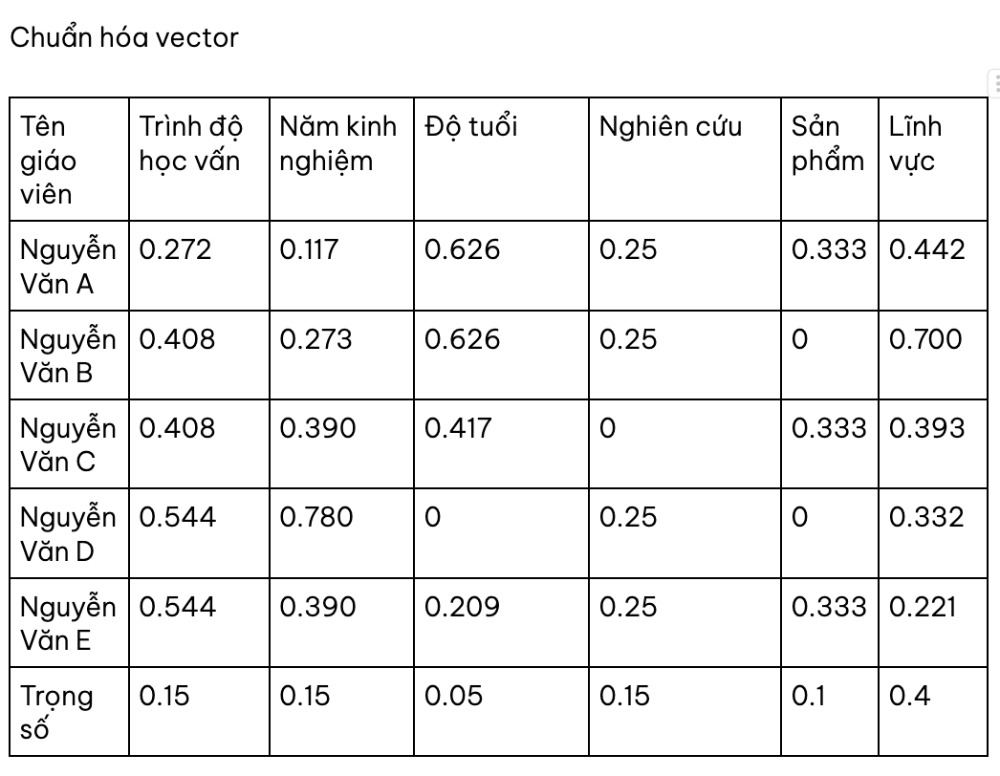 Chuẩn hóa vector
Tên giáo viên | Trình độ học vấn | Năm kinh nghiệm | Độ tuổi | Nghiên cứu | Sản phẩm | Lĩnh vực
Nguyễn Văn A | 0.272 | 0.117 | 0.626 | 0.25 | 0.333 | 0.442
Nguyễn Văn B | 0.408 | 0.273 | 0.626 | 0.25 | 0 | 0.700
Nguyễn Văn C | 0.408 | 0.390 | 0.417 | 0 | 0.333 | 0.393
Nguyễn Văn D | 0.544 | 0.780 | 0 | 0.25 | 0 | 0.332
Nguyễn Văn E | 0.544 | 0.390 | 0.209 | 0.25 | 0.333 | 0.221
Trọng số | 0.15 | 0.15 | 0.05 | 0.15 | 0.1 | 0.4